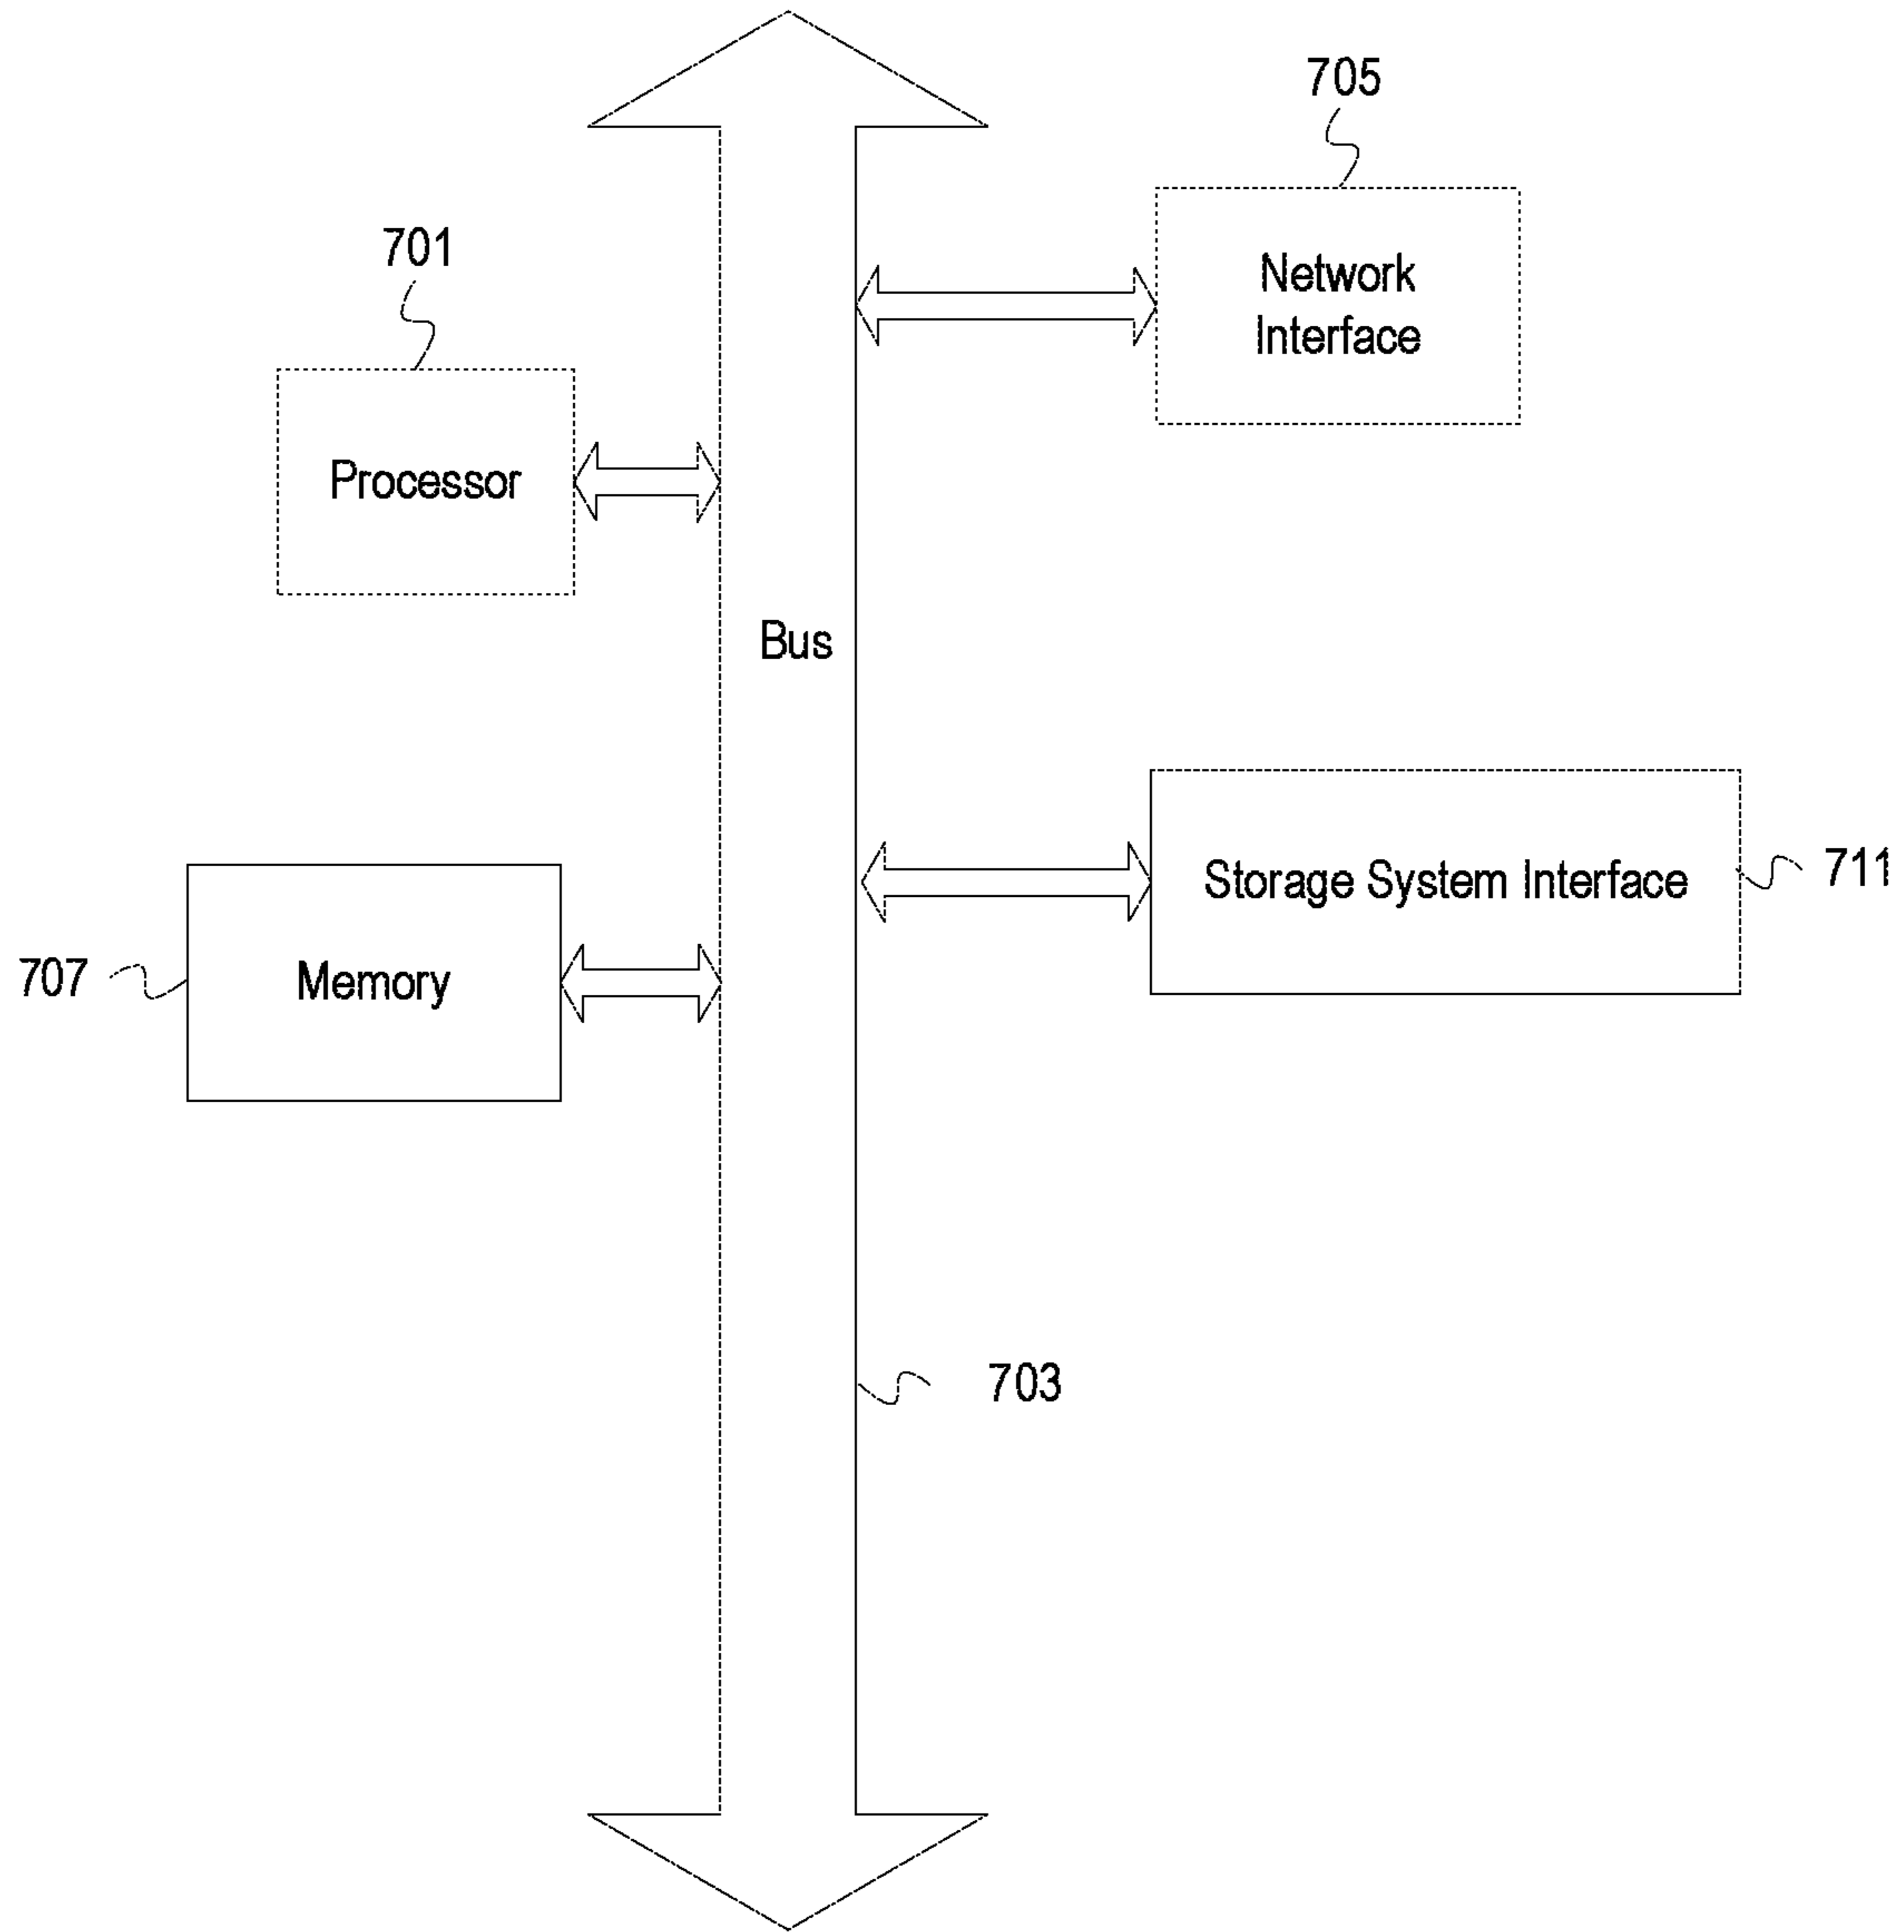 705
Network
Interface
701
Processor
Bus
Storage System Interface
711
707
Memory
703